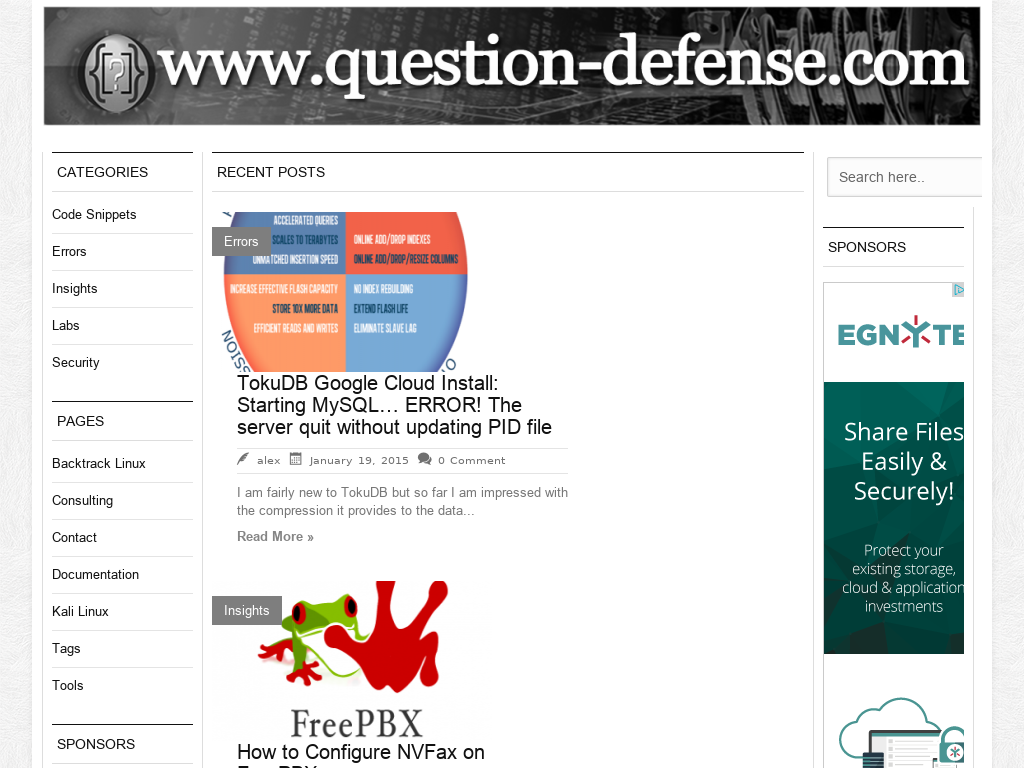 www.question-defense.com
CATEGORIES
Code Snippets
Errors
Insights
Labs
Security
PAGES
Backtrack Linux
Consulting
Contact
Documentation
Kali Linux
Tags
Tools
SPONSORS
RECENT POSTS
Errors
ACCELERATED QUERIES
SCALES TO TERABYTES
UNMATCHED INSERTION SPEED
ONLINE ADD/DROP INDEXES
ONLINE ADD/DROP/RESIZE COLUMNS
INCREASE EFFECTIVE FLASH CAPACITY
STORE 10X MORE DATA
EFFICIENT READS AND WRITES
NO INDEX REBUILDING
EXTEND FLASH LIFE
ELIMINATE SLAVE LAG
TokuDB Google Cloud Install:
Starting MySQL… ERROR! The
server quit without updating PID file
alex January 19, 2015 0 Comment
I am fairly new to TokuDB but so far I am impressed with
the compression it provides to the data...
Read More »
Insights
FreePBX
How to Configure NVFax on
Search here..
SPONSORS
EGNYTE
Share Files
Easily &
Securely!
Protect your
existing storage,
cloud & application
investments